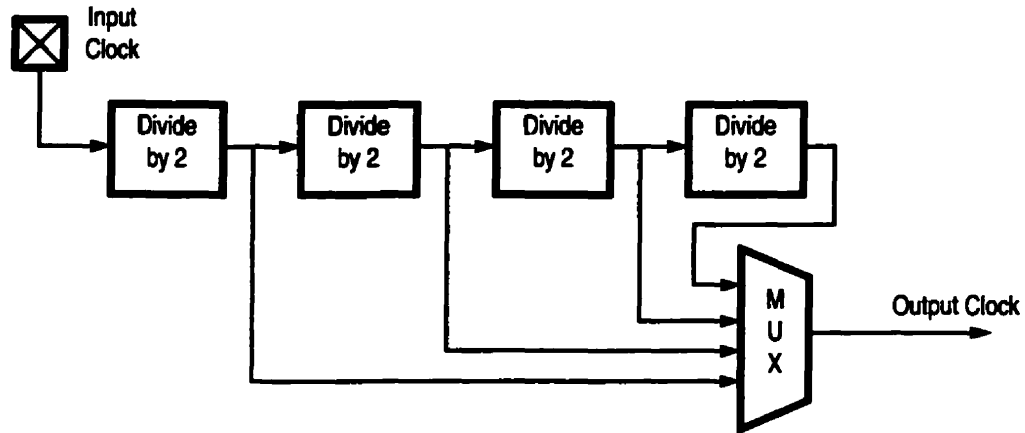 Input
Clock
Divide
by 2
Divide
by 2
Divide
by 2
Divide
by 2
M
U
X
Output Clock